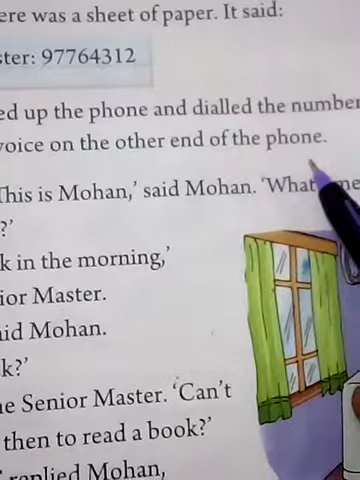 ere was a sheet of paper. It said:
ster: 97764312
ed up the phone and dialled the number
voice on the other end of the phone.
This is Mohan,' said Mohan. 'What
?'
k in the morning,'
ior Master.
aid Mohan.
k?'
e Senior Master. 'Can't
then to read a book?'
replied Mohan,